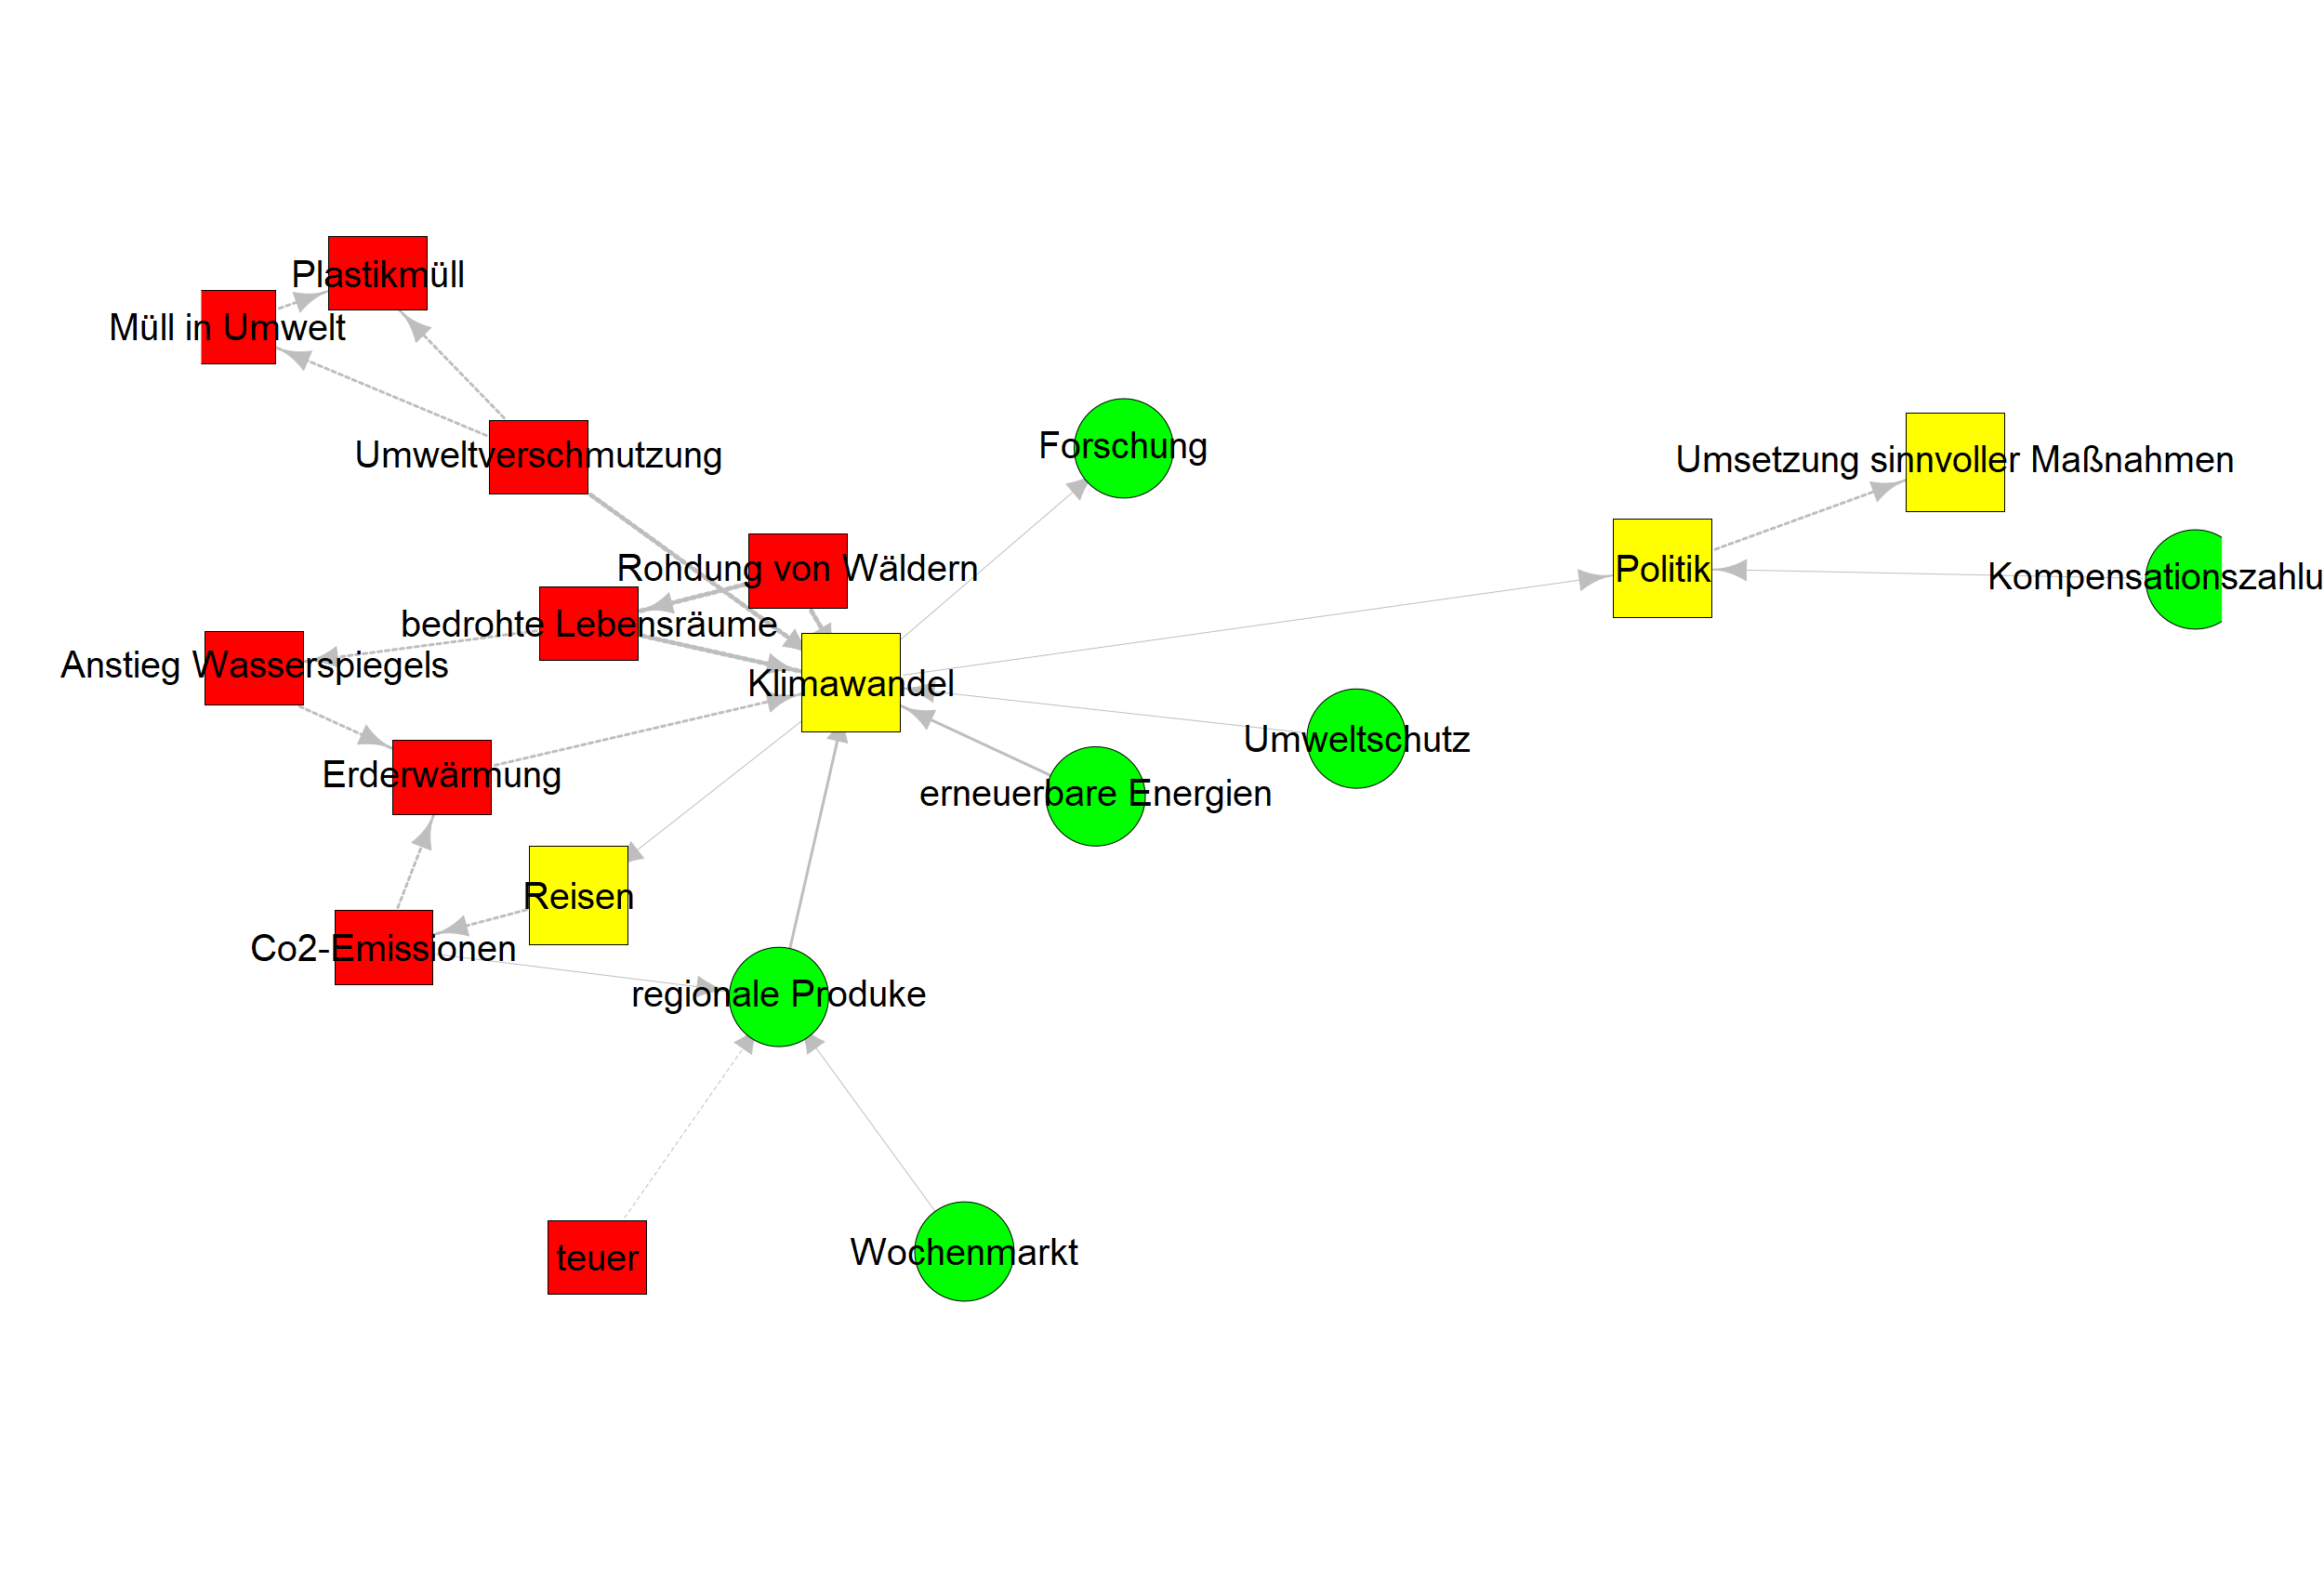 Plastikmüll
Müll in Umwelt
Forschung
Umweltverschmutzung
Umsetzung sinnvoller Maßnahmen
Rohdung von Wäldern
Politik
Kompensationszahlu
bedrohte Lebensräume
Anstieg Wasserspiegels
Klimawandel
Umweltschutz
Erderwärmung
erneuerbare Energien
Reisen
Co2-Emissionen
regionale Produke
Wochenmarkt
teuer